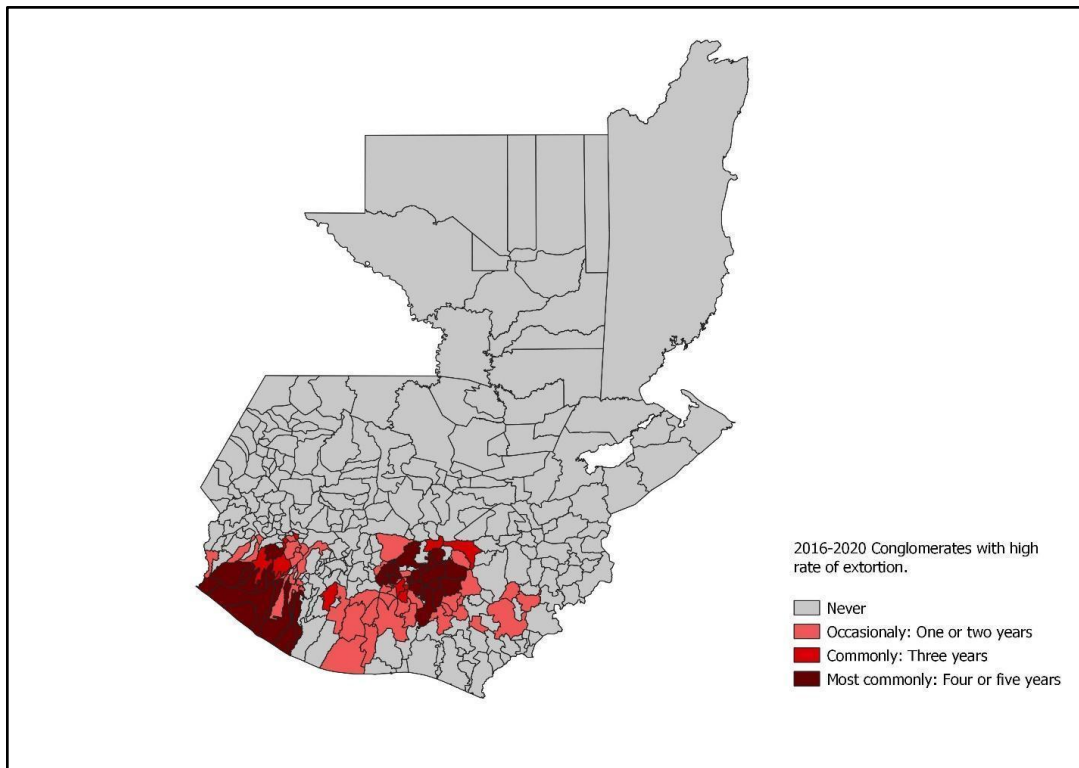 2016-2020 Conglomerates with high
rate of extortion.
Never
Occasionaly: One or two years
Commonly: Three years
Most commonly: Four or five years